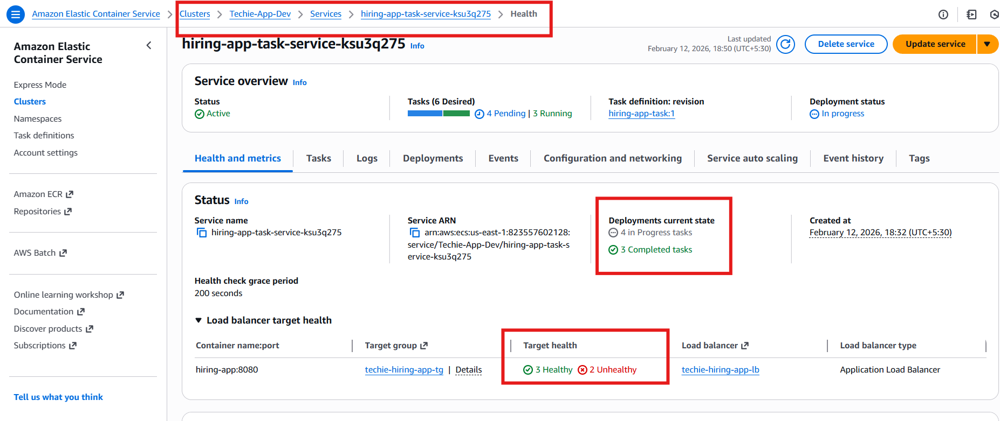 Amazon Elastic Container Service > Clusters > Techie-App-Dev > Services > hiring-app-task-service-ksu3q275 > Health
Amazon Elastic
Container Service
Express Mode
Clusters
Namespaces
Task definitions
Account settings
Amazon ECR
Repositories
AWS Batch
Online learning workshop
Documentation
Discover products
Subscriptions
Tell us what you think
hiring-app-task-service-ksu3q275 Info
Last updated
February 12, 2026, 18:50 (UTC+5:30)
Delete service
Update service
Service overview Info
Status
Active
Tasks (6 Desired)
4 Pending | 3 Running
Task definition: revision
hiring-app-task:1
Deployment status
In progress
Health and metrics
Tasks
Logs
Deployments
Events
Configuration and networking
Service auto scaling
Event history
Tags
Status Info
Service name
hiring-app-task-service-ksu3q275
Service ARN
arn:aws:ecs:us-east-1:823557602128:
service/Techie-App-Dev/hiring-app-task-s
ervice-ksu3q275
Deployments current state
4 in Progress tasks
3 Completed tasks
Created at
February 12, 2026, 18:32 (UTC+5:30)
Health check grace period
200 seconds
Load balancer target health
Container name:port
Target group
Target health
Load balancer
Load balancer type
hiring-app:8080
techie-hiring-app-tg | Details
3 Healthy 2 Unhealthy
techie-hiring-app-lb
Application Load Balancer